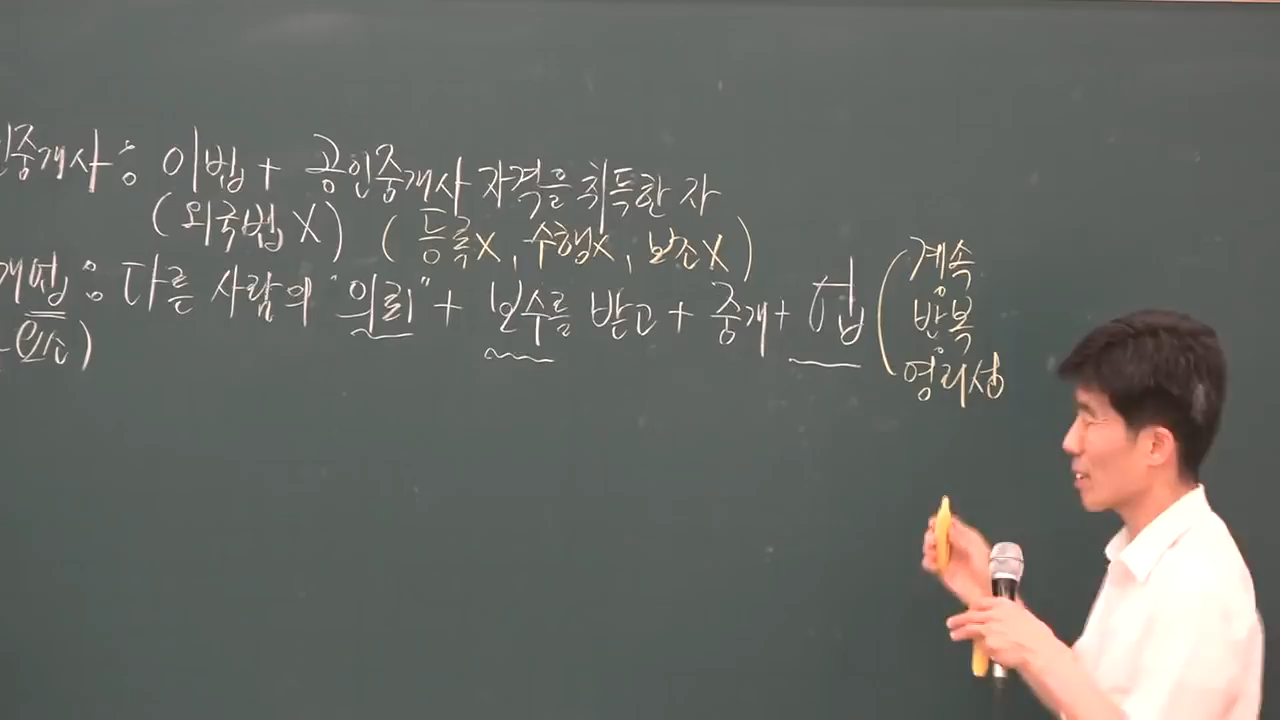 인중개사 : 이 법 + 공인중개사 자격을 취득한 자
(외국법 X) (등록X, 수행X, 보조X)
개업 : 다른 사람의 "의뢰" + 보수를 받고 + 중개 + 업 (계속
반복
영리성